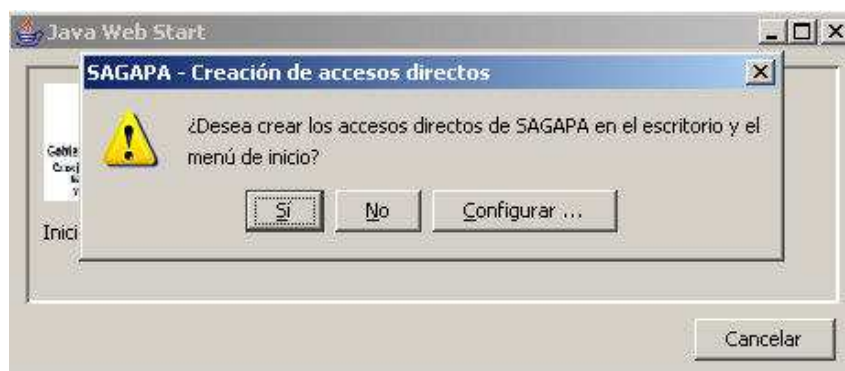 Java Web Start
SAGAPA - Creación de accesos directos
¿Desea crear los accesos directos de SAGAPA en el escritorio y el
menú de inicio?
Sí No Configurar ...
Inici
Cancelar